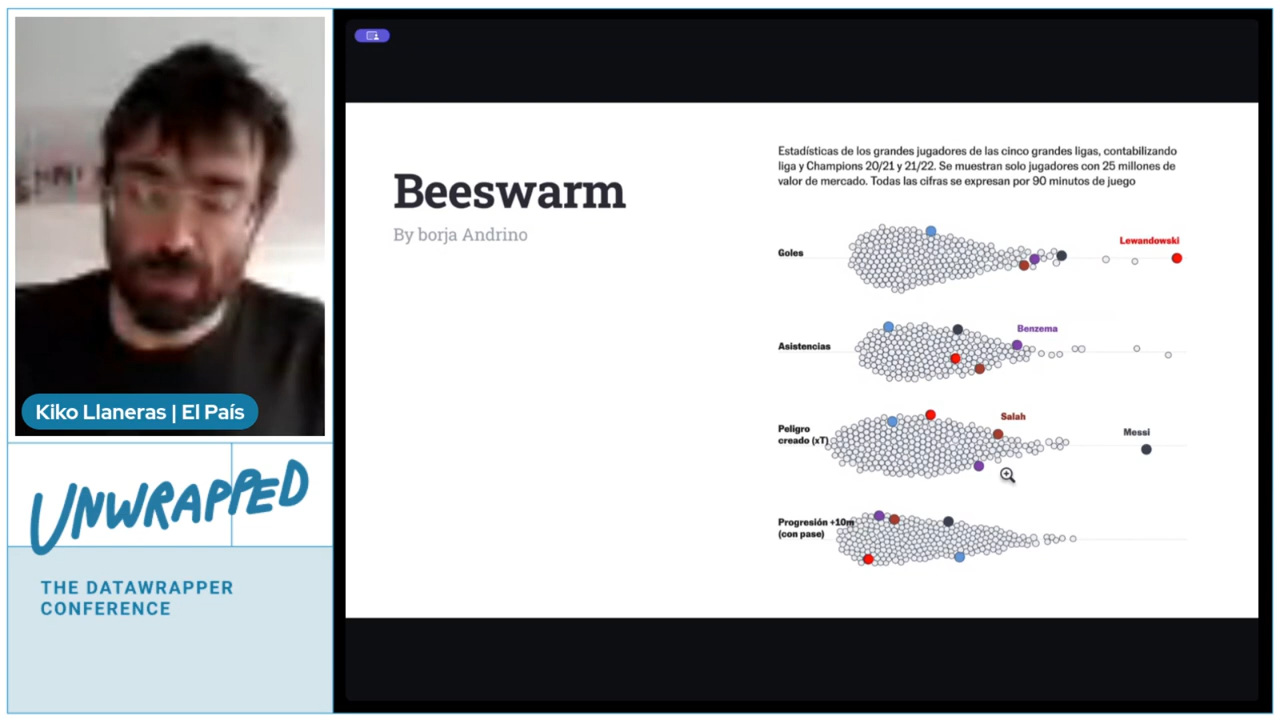 Kiko Llaneras | El País
UNWRAPPED
THE DATAWRAPPER
CONFERENCE
Beeswarm
By borja Andrino
Estadísticas de los grandes jugadores de las cinco grandes ligas, contabilizando
liga y Champions 20/21 y 21/22. Se muestran solo jugadores con 25 millones de
valor de mercado. Todas las cifras se expresan por 90 minutos de juego
Goles
Lewandowski
Asistencias
Benzema
Peligro
creado (xT)
Salah
Messi
Progresión +10m
(con pase)